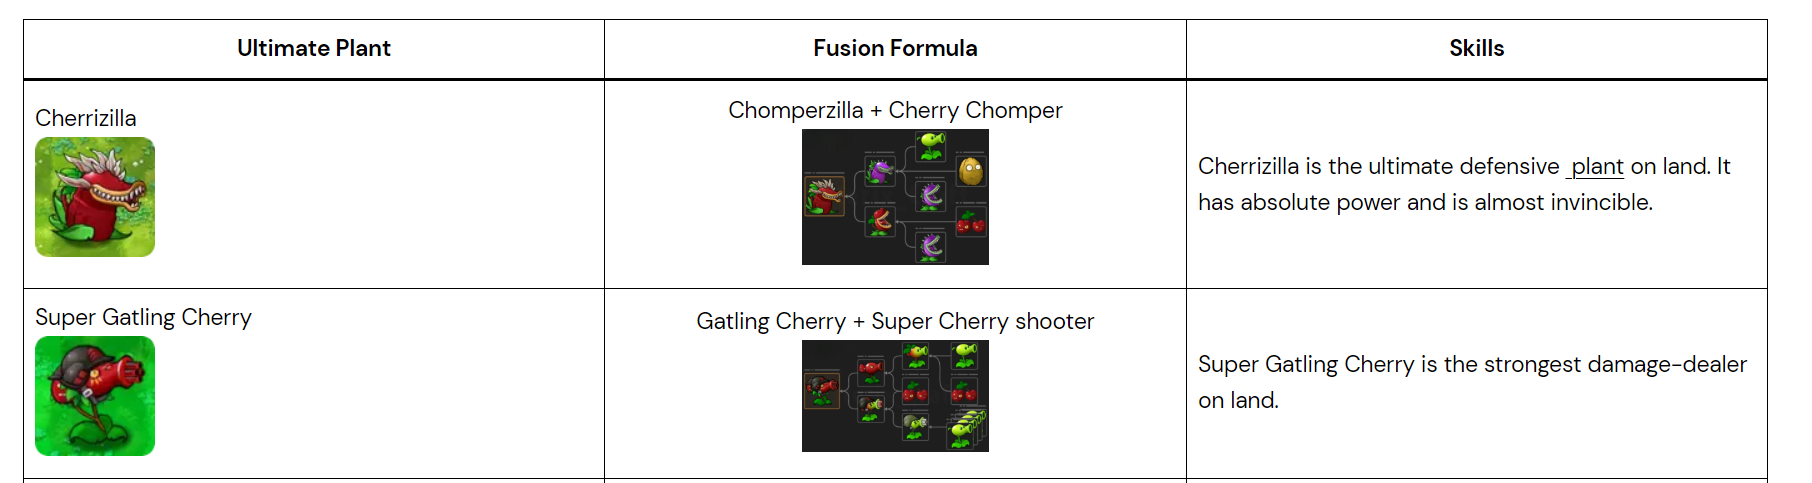 Ultimate Plant
Fusion Formula
Skills
Cherrizilla
Chomperzilla + Cherry Chomper
Cherrizilla is the ultimate defensive plant on land. It
has absolute power and is almost invincible.
Super Gatling Cherry
Gatling Cherry + Super Cherry shooter
Super Gatling Cherry is the strongest damage-dealer
on land.